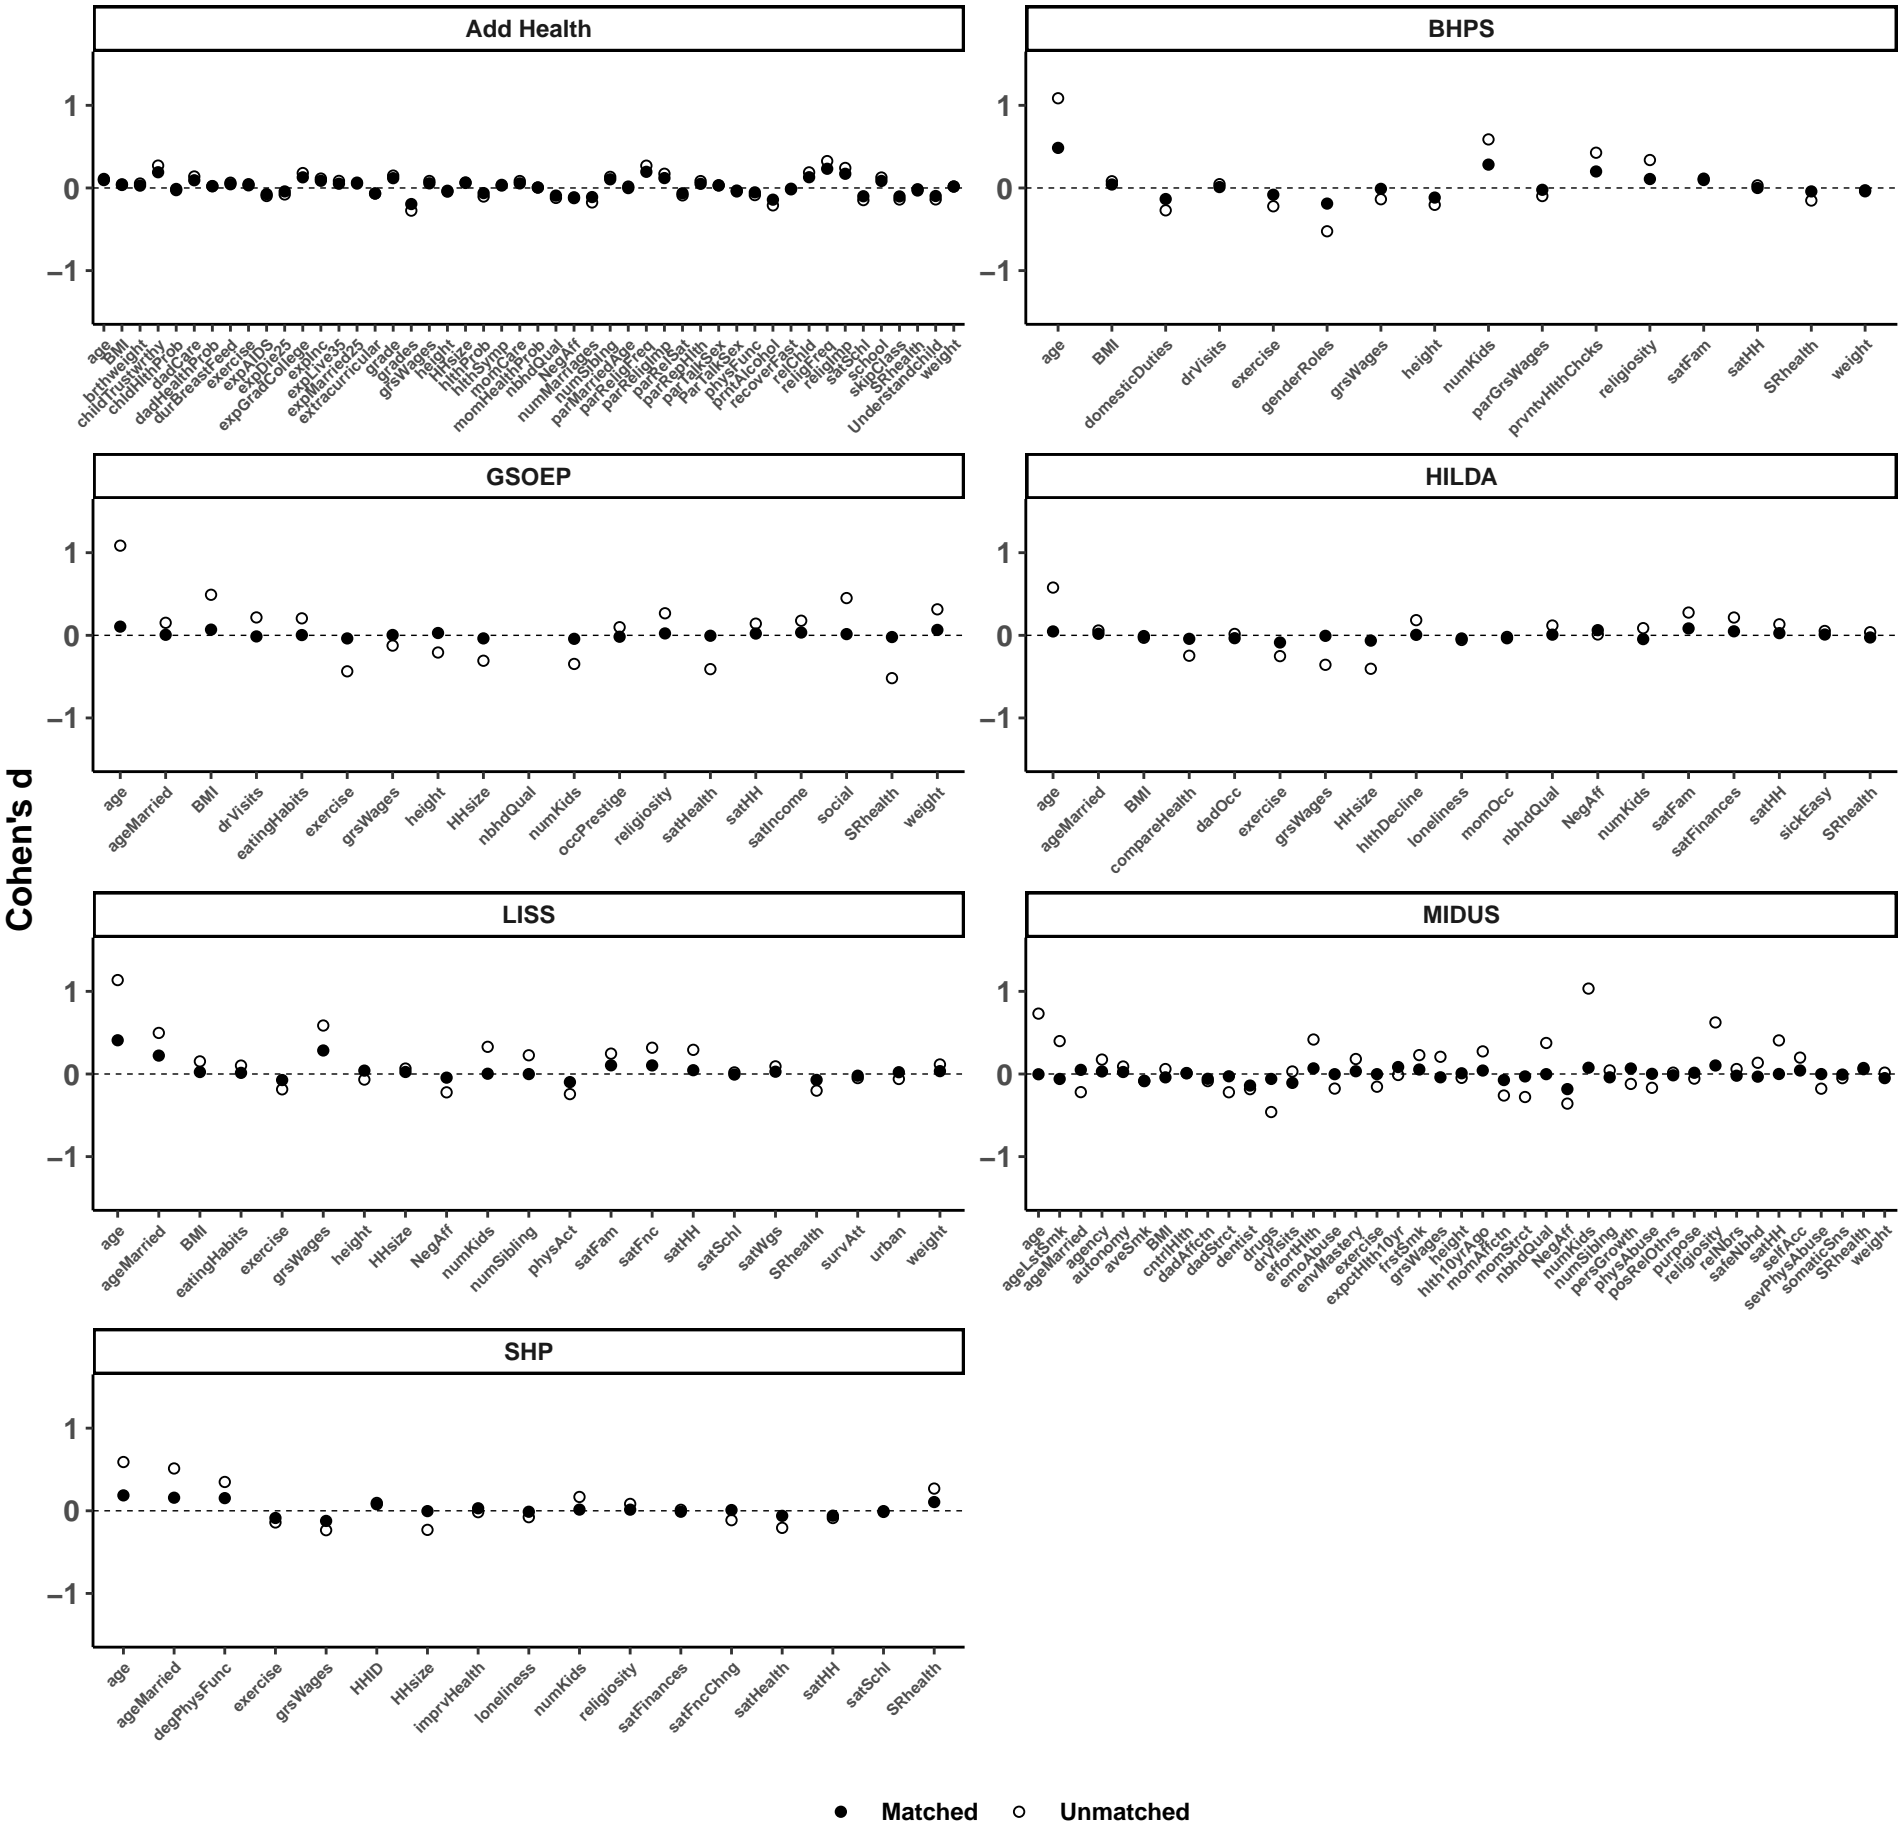 Add Health
1
0
−1
age
BMI
brthweight
childTrustwrthy
chldHlthProb
dadCare
dadHealthProb
durBreastFeed
exercise
expAIDS
expDie25
expGradCollege
expInc
expLive35
expMarried25
extracurricular
grade
grades
grsWages
height
HHsize
hlthProb
hlthSymp
momCare
momHealthProb
nbhdQual
NegAff
numMarriages
numSibling
parMarriedAge
parReligFreq
parReligImp
parRelSat
parRepHlth
parTalkSex
ParTalkSex
physFunc
prntAlcohol
recoverFast
relChld
religFreq
religImp
satSchl
school
skipClass
SRhealth
Understandchild
weight
BHPS
1
0
−1
age
BMI
domesticDuties
drVisits
exercise
genderRoles
grsWages
height
numKids
parGrsWages
prvntvHlthChcks
religiosity
satFam
satHH
SRhealth
weight
Cohen's d
GSOEP
1
0
−1
age
ageMarried
BMI
drVisits
eatingHabits
exercise
grsWages
height
HHsize
nbhdQual
numKids
occPrestige
religiosity
satHealth
satHH
satIncome
social
SRhealth
weight
HILDA
1
0
−1
age
ageMarried
BMI
compareHealth
dadOcc
exercise
grsWages
HHsize
hlthDecline
loneliness
momOcc
nbhdQual
NegAff
numKids
satFam
satFinances
satHH
sickEasy
SRhealth
LISS
1
0
−1
age
ageMarried
BMI
eatingHabits
exercise
grsWages
height
HHsize
NegAff
numKids
numSibling
physAct
satFam
satFnc
satHH
satSchl
satWgs
SRhealth
survAtt
urban
weight
MIDUS
1
0
−1
age
ageLstSmk
ageMarried
agency
autonomy
aveSmk
BMI
cntrlHlth
dadAffctn
dadStrct
dentist
drugs
drVisits
effortHlth
emoAbuse
envMastery
exercise
expctHlth10yr
frstSmk
grsWages
height
hlth10yrAgo
momAffctn
momStrct
nbhdQual
NegAff
numKids
numSibling
persGrowth
physAbuse
posRelOthrs
purpose
religiosity
relNbrs
safeNbhd
satHH
selfAcc
sevPhysAbuse
somaticSns
SRhealth
weight
SHP
1
0
−1
age
ageMarried
degPhysFunc
exercise
grsWages
HHID
HHsize
imprvHealth
loneliness
numKids
religiosity
satFinances
satFncChng
satHealth
satHH
satSchl
SRhealth
Matched
Unmatched